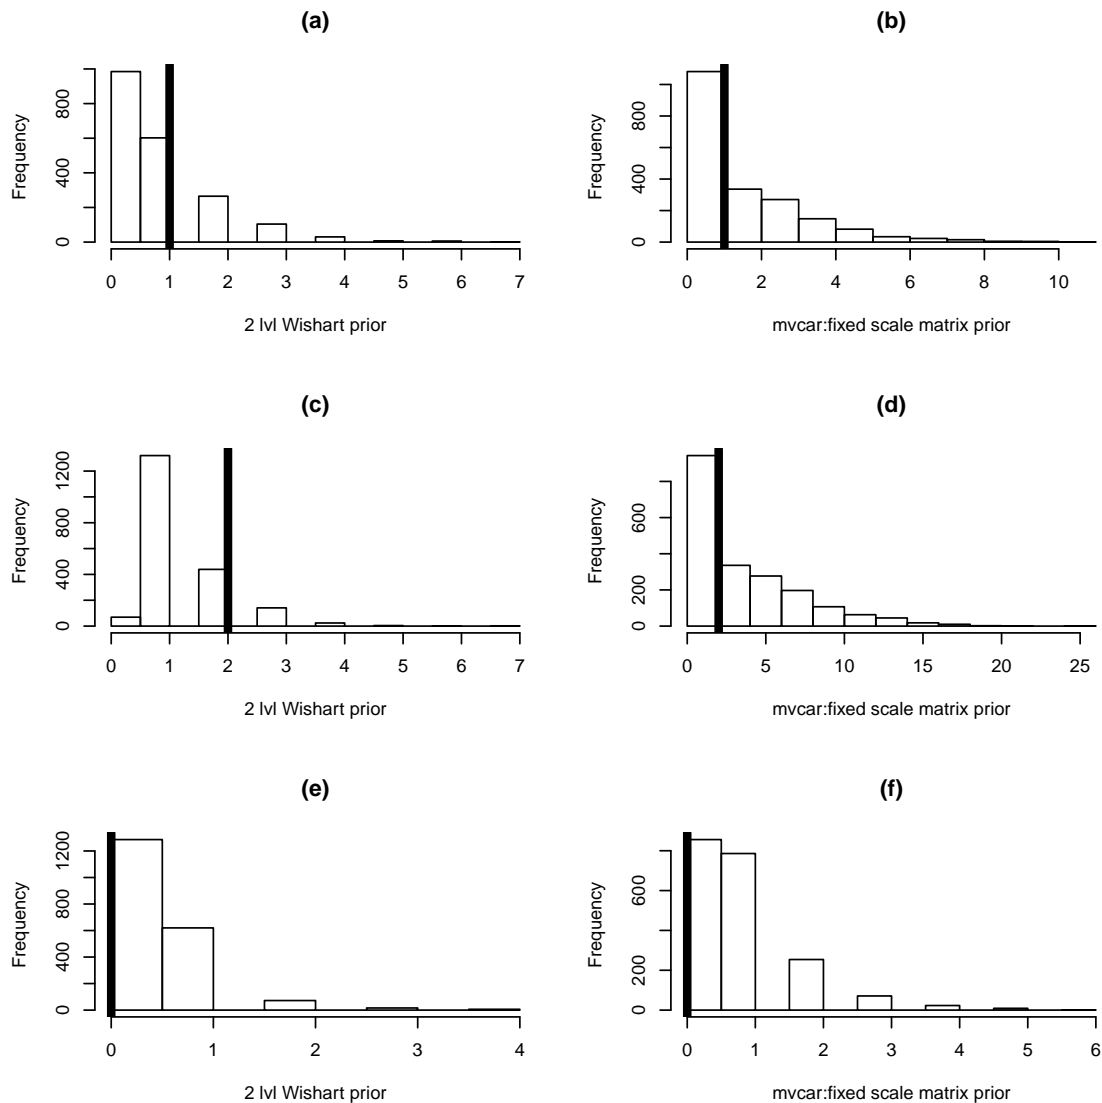 (a)
Frequency
0 400 800
0 1 2 3 4 5 6 7
2 lvl Wishart prior
(b)
Frequency
0 400 800
0 2 4 6 8 10
mvcar:fixed scale matrix prior
(c)
Frequency
0 400 800 1200
0 1 2 3 4 5 6 7
2 lvl Wishart prior
(d)
Frequency
0 200 600
0 5 10 15 20 25
mvcar:fixed scale matrix prior
(e)
Frequency
0 400 800 1200
0 1 2 3 4
2 lvl Wishart prior
(f)
Frequency
0 200 600
0 1 2 3 4 5 6
mvcar:fixed scale matrix prior